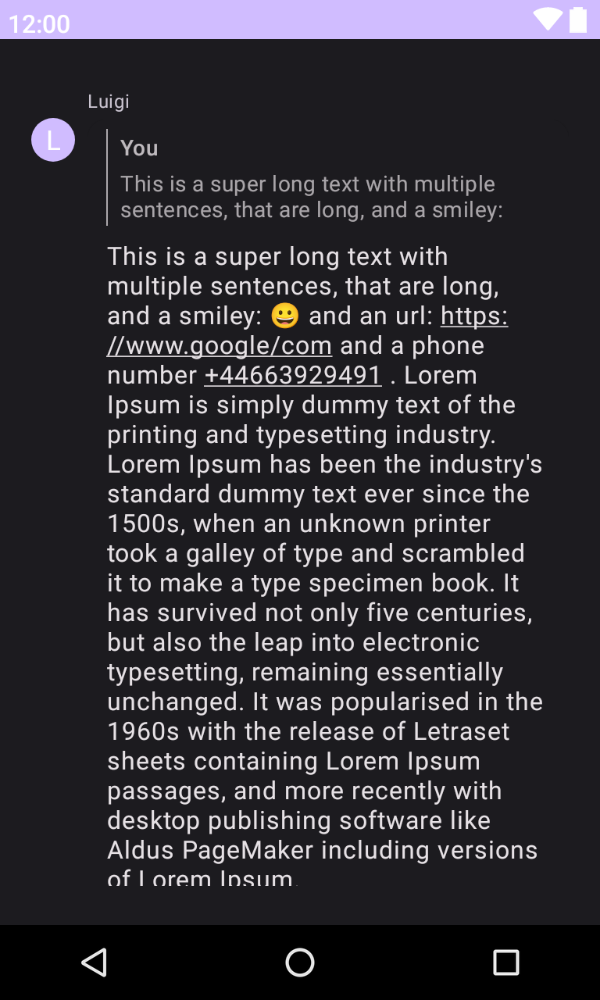 12:00
Luigi
L
You
This is a super long text with multiple
sentences, that are long, and a smiley:
This is a super long text with
multiple sentences, that are long,
and a smiley: 😀 and an url: https:
//www.google/com and a phone
number +44663929491 . Lorem
Ipsum is simply dummy text of the
printing and typesetting industry.
Lorem Ipsum has been the industry's
standard dummy text ever since the
1500s, when an unknown printer
took a galley of type and scrambled
it to make a type specimen book. It
has survived not only five centuries,
but also the leap into electronic
typesetting, remaining essentially
unchanged. It was popularised in the
1960s with the release of Letraset
sheets containing Lorem Ipsum
passages, and more recently with
desktop publishing software like
Aldus PageMaker including versions
of Lorem Ipsum.